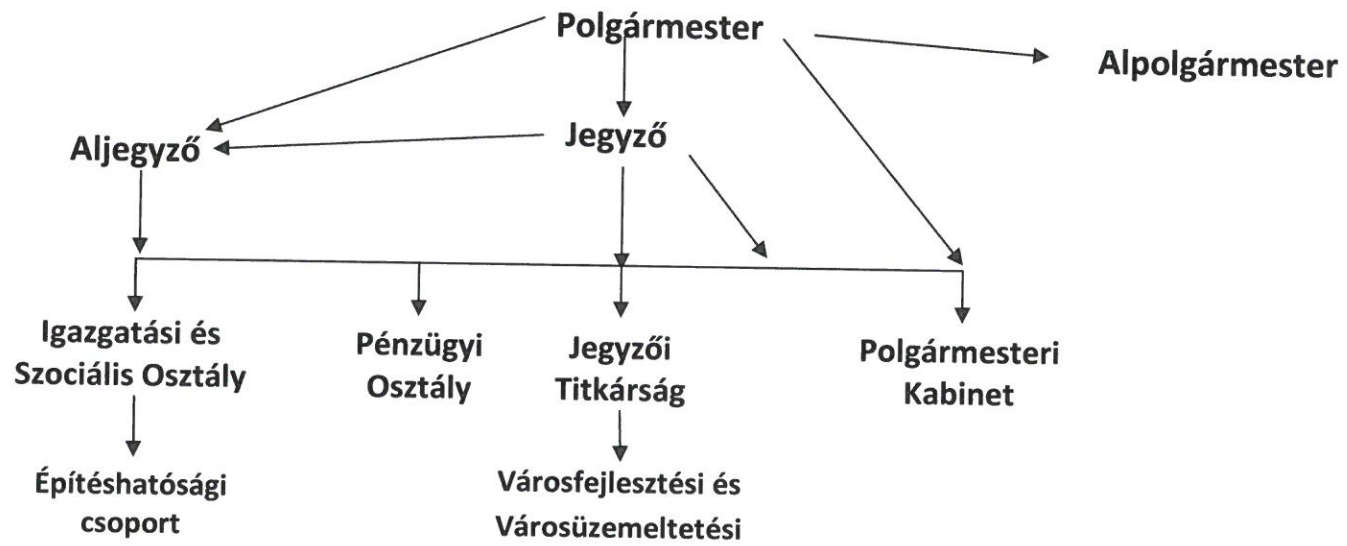 Polgármester
Alpolgármester
Aljegyző
Jegyző
Igazgatási és
Szociális Osztály
Pénzügyi
Osztály
Jegyzői
Titkárság
Polgármesteri
Kabinet
Építéshatósági
csoport
Városfejlesztési és
Városüzemeltetési